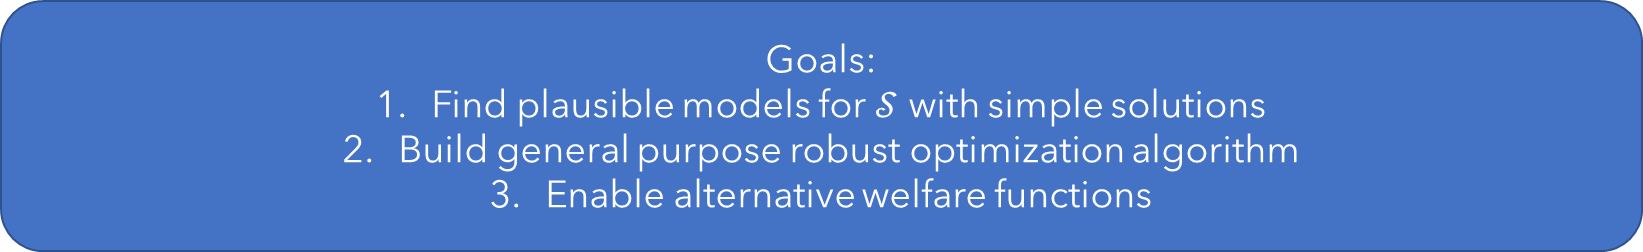 Goals:
1. Find plausible models for 𝒮 with simple solutions
2. Build general purpose robust optimization algorithm
3. Enable alternative welfare functions